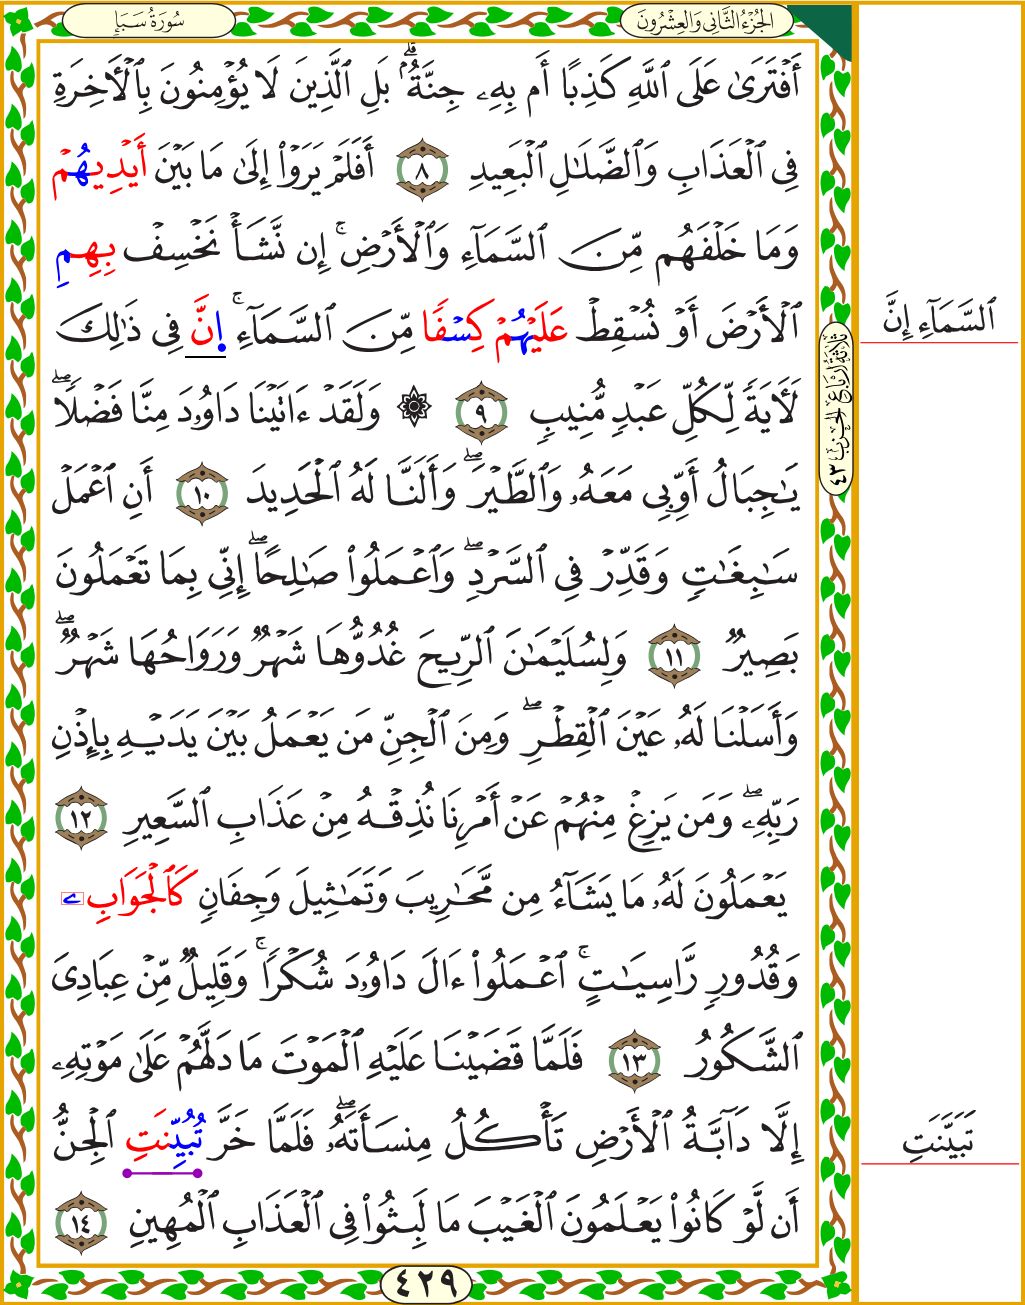 سُورَةُ سَبَإٍ
الجُزْءُ الثَّانِي وَالعِشْرُونَ
أَفْتَرَىٰ عَلَى ٱللَّهِ كَذِبًا أَم بِهِۦ جِنَّةُۢ ۗ بَلِ ٱلَّذِينَ لَا يُؤْمِنُونَ بِٱلْأَخِرَةِ
فِى ٱلْعَذَابِ وَٱلضَّلَـٰلِ ٱلْبَعِيدِ ٨ أَفَلَمْ يَرَوْا۟ إِلَىٰ مَا بَيْنَ أَيْدِيهُمْ
وَمَا خَلْفَهُم مِّنَ ٱلسَّمَآءِ وَٱلْأَرْضِ ۚ إِن نَّشَأْ نَخْسِفْ بِهِمِ
ٱلْأَرْضَ أَوْ نُسْقِطْ عَلَيْهُمْ كِسْفًا مِّنَ ٱلسَّمَآءِ ۚ إِنَّ فِى ذَٰلِكَ
لَأَيَةً لِّكُلِّ عَبْدٍ مُّنِيبٍ ٩ ۞ وَلَقَدْ ءَاتَيْنَا دَاوُۥدَ مِنَّا فَضْلًا ۖ
يَـٰجِبَالُ أَوِّبِى مَعَهُۥ وَٱلطَّيْرَ ۖ وَأَلَنَّا لَهُ ٱلْحَدِيدَ ١٠ أَنِ ٱعْمَلْ
سَـٰبِغَـٰتٍ وَقَدِّرْ فِى ٱلسَّرْدِ ۖ وَٱعْمَلُوا۟ صَـٰلِحًا ۖ إِنِّى بِمَا تَعْمَلُونَ
بَصِيرٌ ١١ وَلِسُلَيْمَـٰنَ ٱلرِّيحَ غُدُوُّهَا شَهْرٌ وَرَوَاحُهَا شَهْرٌ ۖ
وَأَسَلْنَا لَهُۥ عَيْنَ ٱلْقِطْرِ ۖ وَمِنَ ٱلْجِنِّ مَن يَعْمَلُ بَيْنَ يَدَيْهِ بِإِذْنِ
رَبِّهِۦ ۖ وَمَن يَزِغْ مِنْهُمْ عَنْ أَمْرِنَا نُذِقْهُ مِنْ عَذَابِ ٱلسَّعِيرِ ١٢
يَعْمَلُونَ لَهُۥ مَا يَشَآءُ مِن مَّحَـٰرِيبَ وَتَمَـٰثِيلَ وَجِفَانٍ كَٱلْجَوَابِ ے
وَقُدُورٍ رَّاسِيَـٰتٍ ۚ ٱعْمَلُوٓا۟ ءَالَ دَاوُۥدَ شُكْرًا ۚ وَقَلِيلٌ مِّنْ عِبَادِىَ
ٱلشَّكُورُ ١٣ فَلَمَّا قَضَيْنَا عَلَيْهِ ٱلْمَوْتَ مَا دَلَّهُمْ عَلَىٰ مَوْتِهِۦ
إِلَّا دَآبَّةُ ٱلْأَرْضِ تَأْكُلُ مِنسَأَتَهُۥ ۖ فَلَمَّا خَرَّ تُبُيِّنَتِ ٱلْجِنُّ
أَن لَّوْ كَانُوا۟ يَعْلَمُونَ ٱلْغَيْبَ مَا لَبِثُوا۟ فِى ٱلْعَذَابِ ٱلْمُهِينِ ١٤
٤٢٩
ٱلسَّمَآءِ إِنَّ
ثَلَاثَةُ أَرْبَاعِ الحِزْبِ ٤٣
تَبَيَّنَتِ